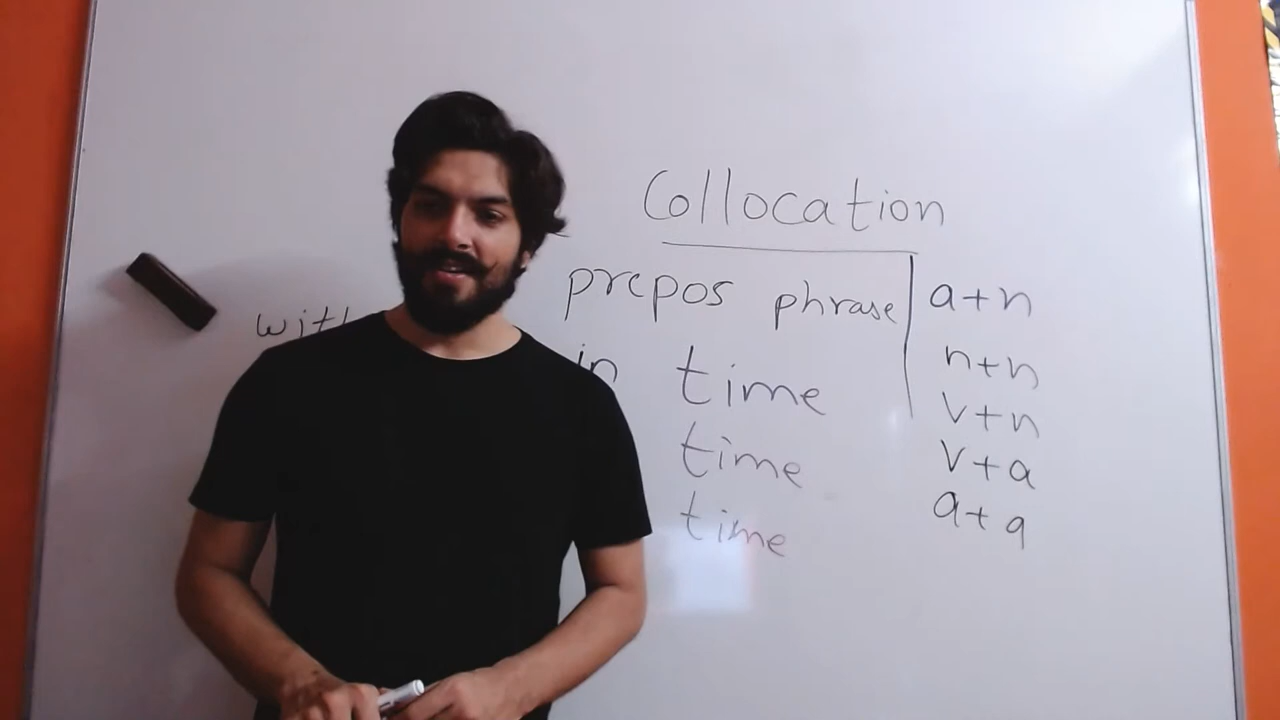 Collocation
prepos phrase a+n
n+n
in time
v+n
time v+a
time a+a